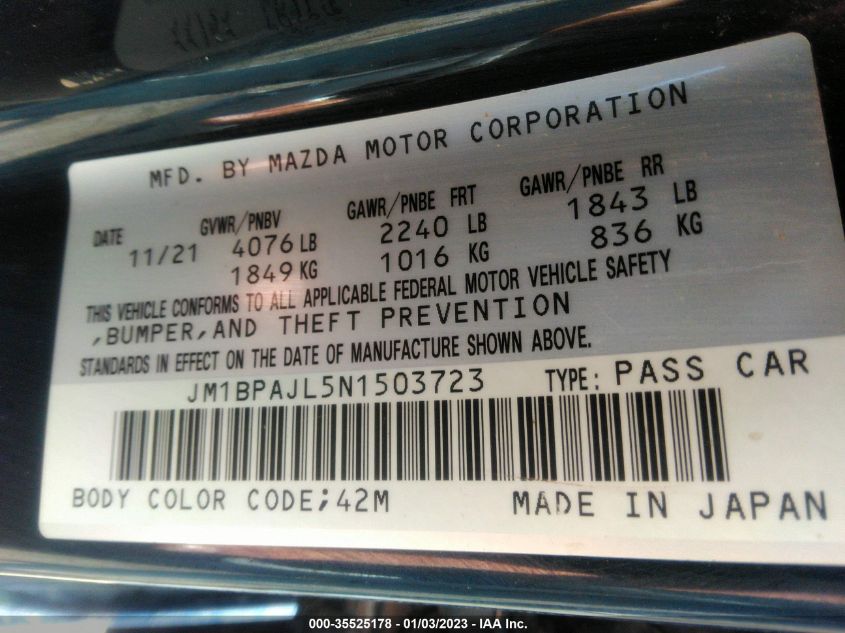 MFD. BY MAZDA MOTOR CORPORATION
DATE GVWR/PNBV GAWR/PNBE FRT GAWR/PNBE RR
11/21 4076 LB 2240 LB 1843 LB
1849 KG 1016 KG 836 KG
THIS VEHICLE CONFORMS TO ALL APPLICABLE FEDERAL MOTOR VEHICLE SAFETY
,BUMPER,AND THEFT PREVENTION
STANDARDS IN EFFECT ON THE DATE OF MANUFACTURE SHOWN ABOVE.
JM1BPAJL5N1503723 TYPE: PASS CAR
BODY COLOR CODE;42M MADE IN JAPAN
000-35525178 - 01/03/2023 - IAA Inc.